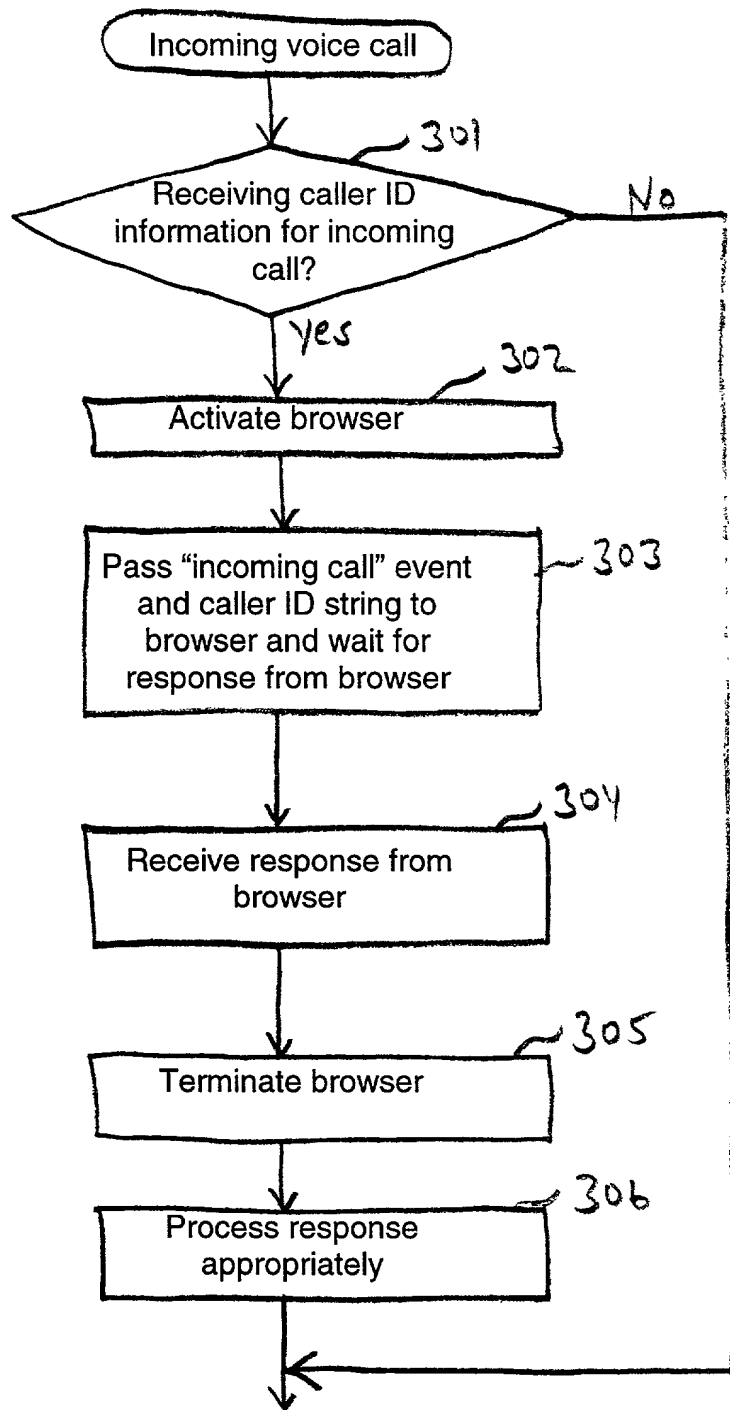 Incoming voice call
301
Receiving caller ID
information for incoming
call?
No
yes
302
Activate browser
Pass “incoming call” event
and caller ID string to
browser and wait for
response from browser
303
304
Receive response from
browser
305
Terminate browser
306
Process response
appropriately